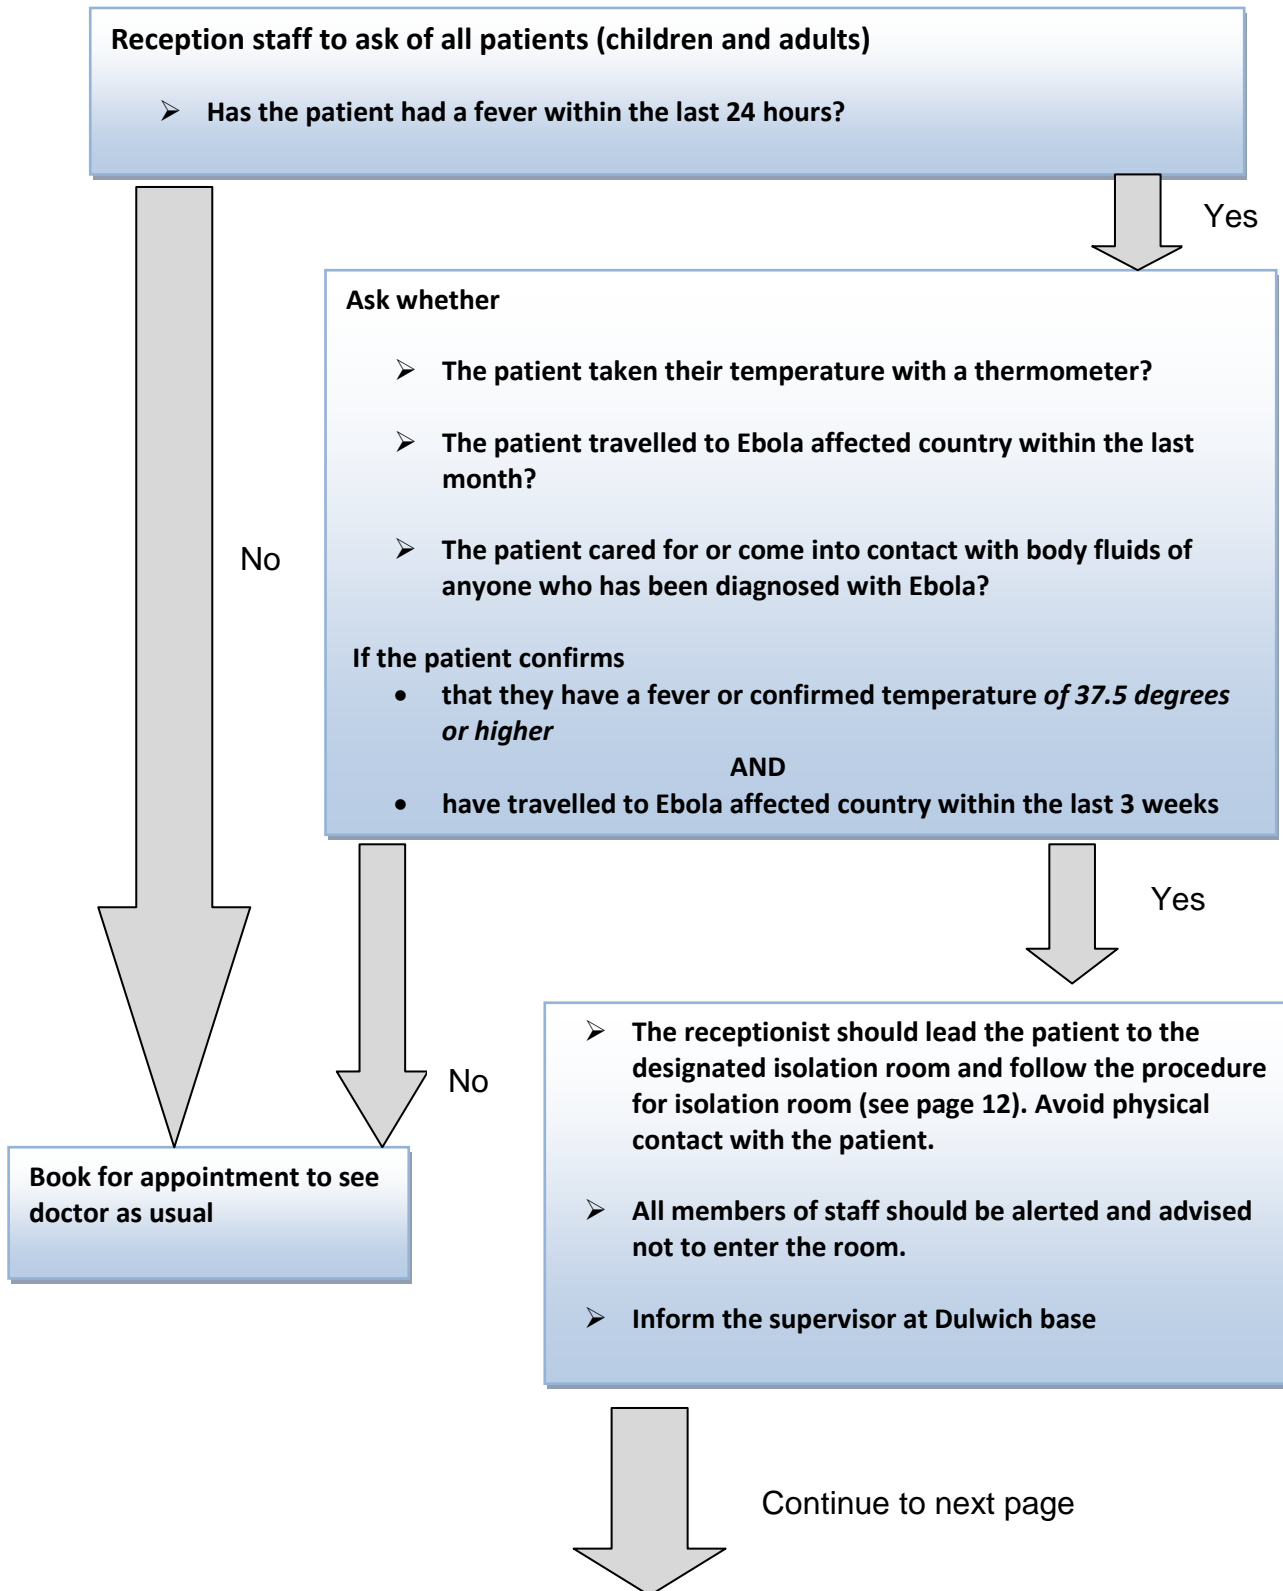 Reception staff to ask of all patients (children and adults)
➢ Has the patient had a fever within the last 24 hours?
Yes
Ask whether
➢ The patient taken their temperature with a thermometer?
➢ The patient travelled to Ebola affected country within the last
month?
➢ The patient cared for or come into contact with body fluids of
anyone who has been diagnosed with Ebola?
No
If the patient confirms
• that they have a fever or confirmed temperature of 37.5 degrees
or higher
AND
• have travelled to Ebola affected country within the last 3 weeks
Yes
No
➢ The receptionist should lead the patient to the
designated isolation room and follow the procedure
for isolation room (see page 12). Avoid physical
contact with the patient.
➢ All members of staff should be alerted and advised
not to enter the room.
➢ Inform the supervisor at Dulwich base
Book for appointment to see
doctor as usual
Continue to next page